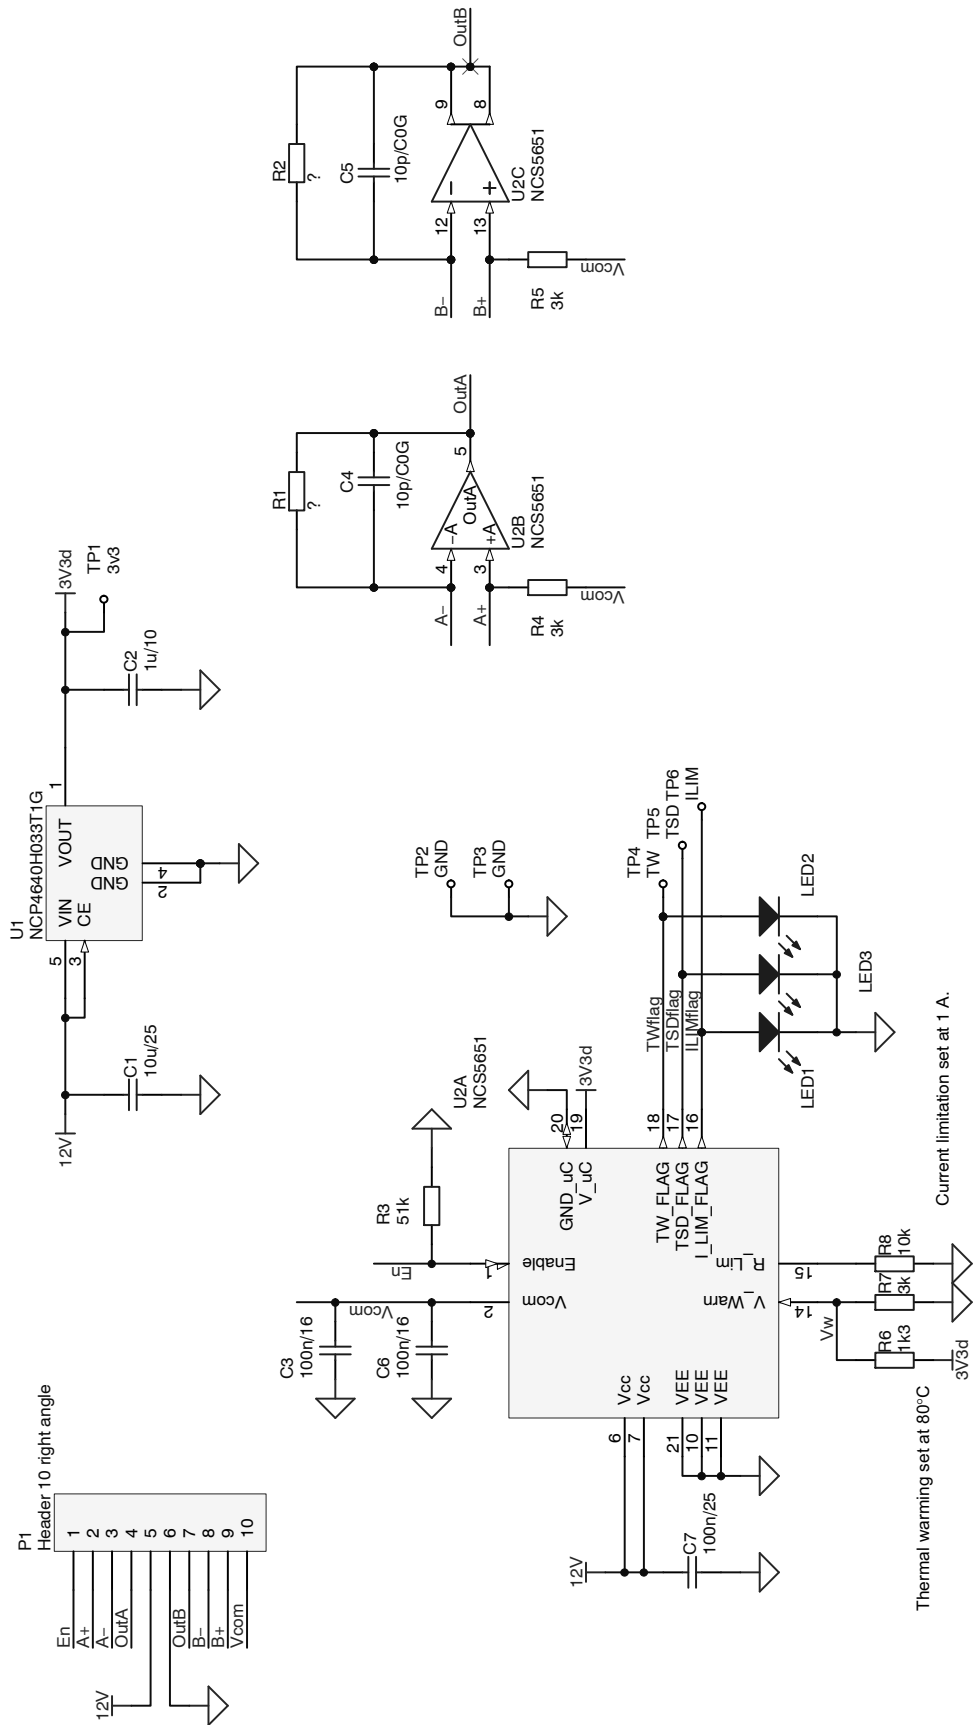 P1
Header 10 right angle
En
1
A+
2
A−
3
OutA
4
5
6
OutB
7
B−
8
B+
9
Vcom
10
12V
12V
C1
10u/25
U1
NCP4640H033T1G
5
VIN
3
CE
VOUT
1
GND
GND
2
4
C2
1u/10
3V3d
TP1
3v3
C3
100n/16
C6
100n/16
Vcom
En
R3
51k
U2A
NCS5651
2
1
Vcom
Enable
GND_uC
20
V_uC
19
3V3d
6
Vcc
7
Vcc
21
VEE
10
VEE
11
VEE
TW_FLAG
18
TSD_FLAG
17
I_LIM_FLAG
16
V_Warn
R_Lim
14
15
TWflag
TSDflag
ILIMflag
TP4
TW
TP5
TSD
TP6
ILIM
LED1
LED2
LED3
12V
C7
100n/25
Vw
R6
1k3
R7
3k
R8
10k
3V3d
Thermal warming set at 80°C
Current limitation set at 1 A.
TP2
GND
TP3
GND
R1
?
C4
10p/C0G
A−
4
A+
3
−A
+A
OutA
5
OutA
U2B
NCS5651
R4
3k
Vcom
R2
?
C5
10p/C0G
B−
12
B+
13
9
8
OutB
U2C
NCS5651
R5
3k
Vcom